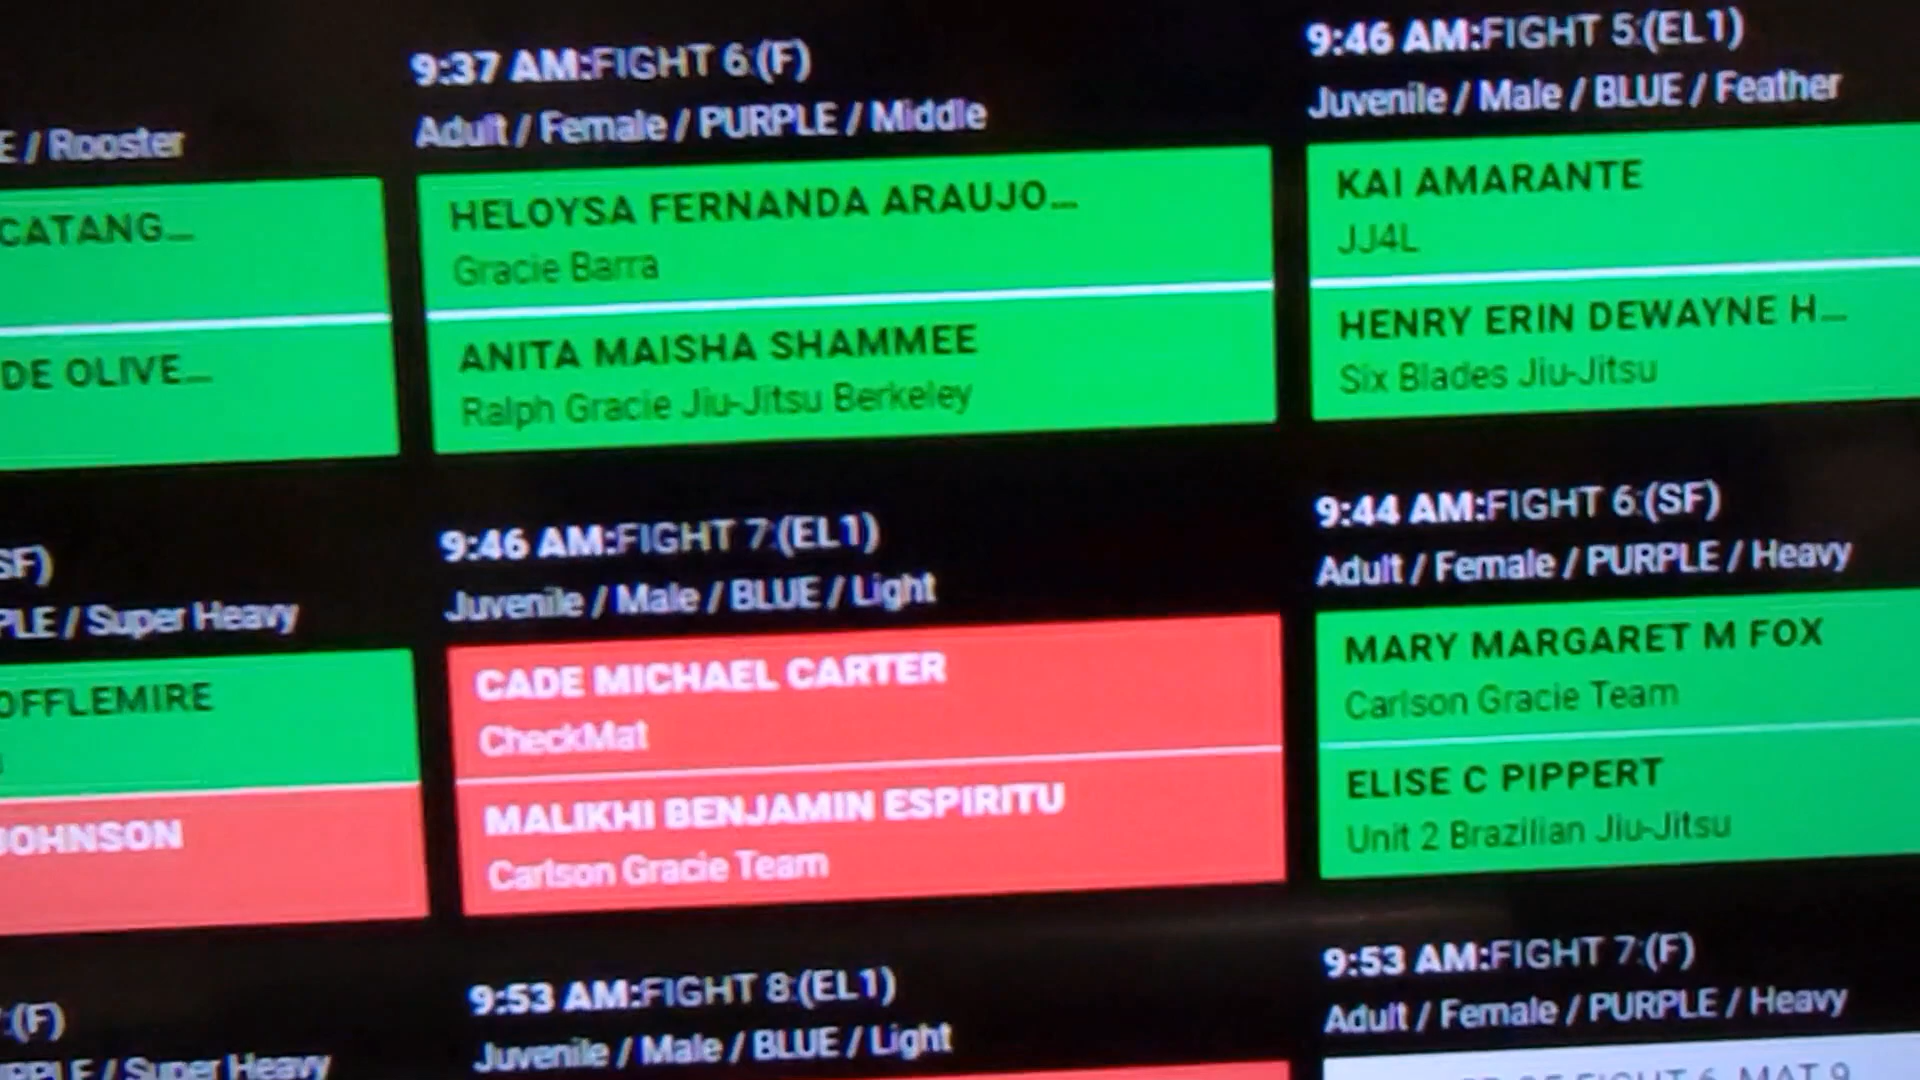 E / Rooster
CATANG...
DE OLIVE...
SF)
PLE / Super Heavy
OFFLEMIRE
JOHNSON
(F)
PPLE / Super Heavy
9:37 AM:FIGHT 6:(F)
Adult / Female / PURPLE / Middle
HELOYSA FERNANDA ARAUJO...
Gracie Barra
ANITA MAISHA SHAMMEE
Ralph Gracie Jiu-Jitsu Berkeley
9:46 AM:FIGHT 7:(EL1)
Juvenile / Male / BLUE / Light
CADE MICHAEL CARTER
CheckMat
MALIKHI BENJAMIN ESPIRITU
Carlson Gracie Team
9:53 AM:FIGHT 8:(EL1)
Juvenile / Male / BLUE / Light
9:46 AM:FIGHT 5:(EL1)
Juvenile / Male / BLUE / Feather
KAI AMARANTE
JJ4L
HENRY ERIN DEWAYNE H...
Six Blades Jiu-Jitsu
9:44 AM:FIGHT 6:(SF)
Adult / Female / PURPLE / Heavy
MARY MARGARET M FOX
Carlson Gracie Team
ELISE C PIPPERT
Unit 2 Brazilian Jiu-Jitsu
9:53 AM:FIGHT 7:(F)
Adult / Female / PURPLE / Heavy
FIGHT 6, MAT 9